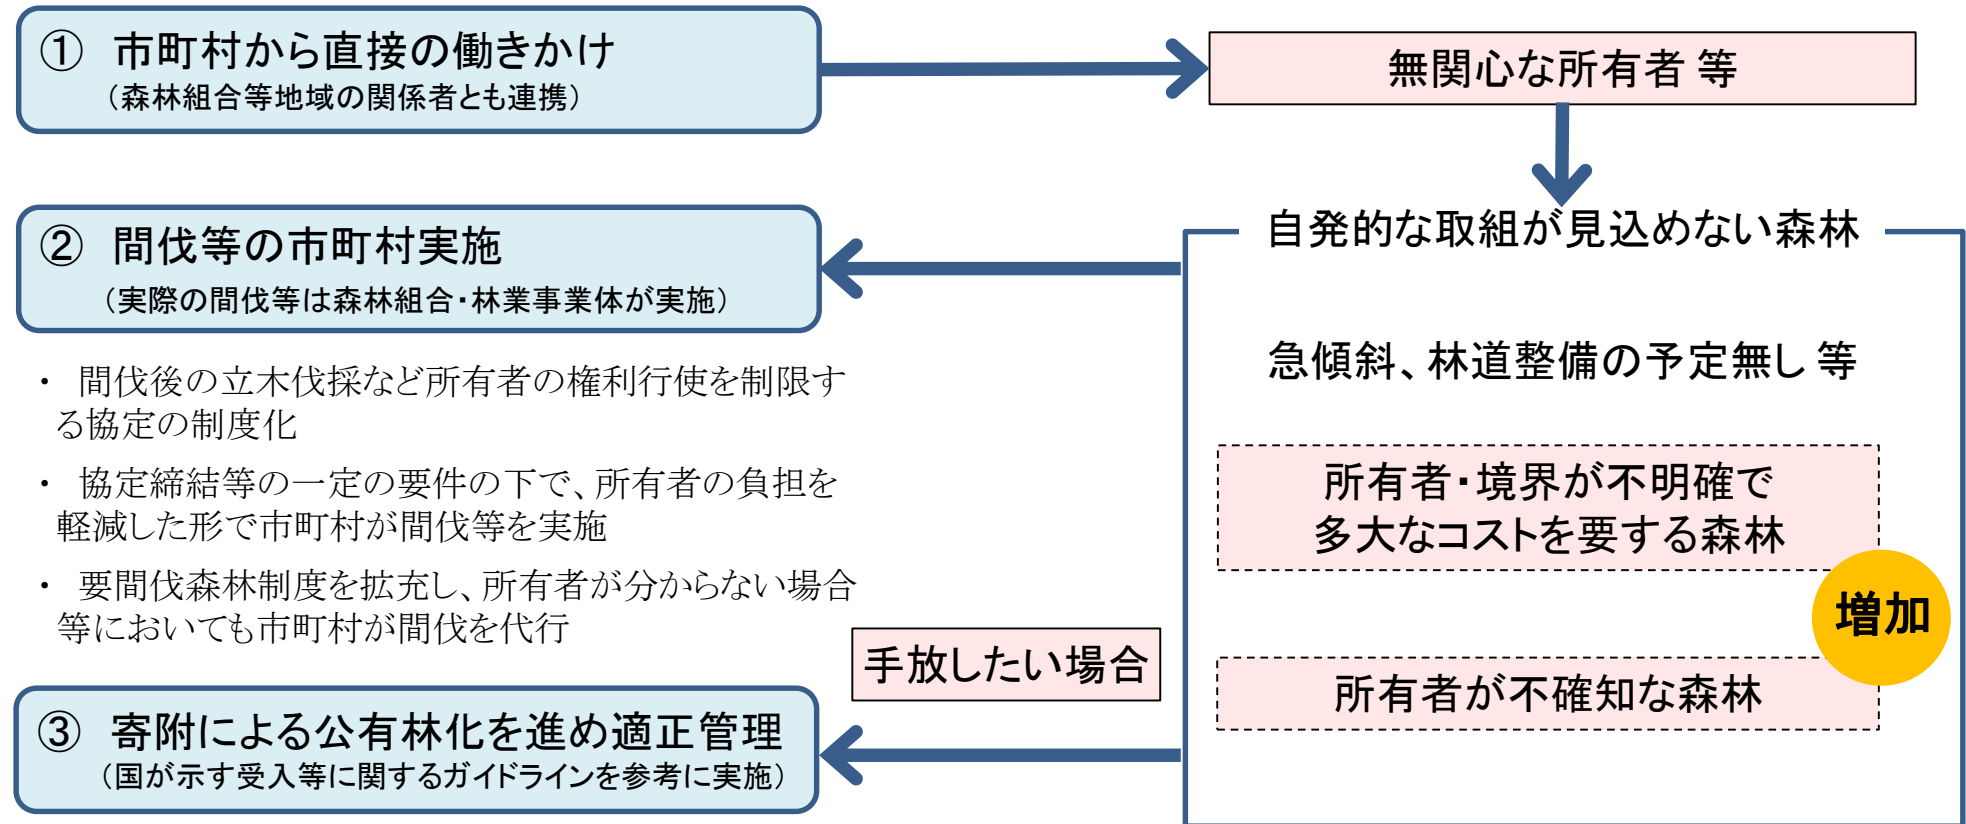 ① 市町村から直接の働きかけ
（森林組合等地域の関係者とも連携）
無関心な所有者 等
② 間伐等の市町村実施
（実際の間伐等は森林組合・林業事業体が実施）
・ 間伐後の立木伐採など所有者の権利行使を制限す
る協定の制度化
・ 協定締結等の一定の要件の下で、所有者の負担を
軽減した形で市町村が間伐等を実施
・ 要間伐森林制度を拡充し、所有者が分からない場合
等においても市町村が間伐を代行
自発的な取組が見込めない森林
急傾斜、林道整備の予定無し 等
所有者・境界が不明確で
多大なコストを要する森林
増加
所有者が不確知な森林
手放したい場合
③ 寄附による公有林化を進め適正管理
（国が示す受入等に関するガイドラインを参考に実施）